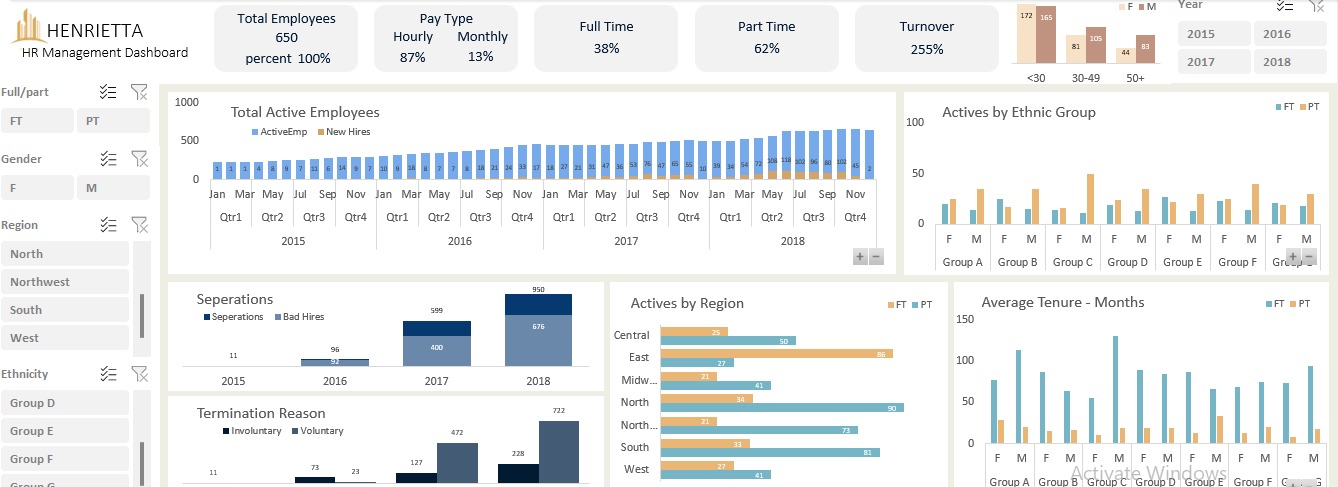 HENRIETTA
HR Management Dashboard
Total Employees
650
percent 100%
Pay Type
Hourly Monthly
87% 13%
Full Time
38%
Part Time
62%
Turnover
255%
F M
172 165
81 105
44 83
<30 30-49 50+
Year
2015 2016
2017 2018
Full/part
FT PT
Gender
F M
Region
North
Northwest
South
West
Ethnicity
Group D
Group E
Group F
Group G
Total Active Employees
ActiveEmp New Hires
1000
500
0
Jan Mar May Jul Sep Nov Jan Mar May Jul Sep Nov Jan Mar May Jul Sep Nov Jan Mar May Jul Sep Nov
Qtr1 Qtr2 Qtr3 Qtr4 Qtr1 Qtr2 Qtr3 Qtr4 Qtr1 Qtr2 Qtr3 Qtr4 Qtr1 Qtr2 Qtr3 Qtr4
2015 2016 2017 2018
Actives by Ethnic Group
FT PT
100
50
0
F M F M F M F M F M F M F M
Group A Group B Group C Group D Group E Group F
Seperations
Seperations Bad Hires
11
96
92
599
400
950
676
2015 2016 2017 2018
Termination Reason
Involuntary Voluntary
11
73 23
127 472
228 722
Actives by Region
FT PT
Central 25 50
East 86 27
Midw... 21 41
North 34 90
North... 21 73
South 33 81
West 27 41
Average Tenure - Months
FT PT
150
100
50
0
F M F M F M F M F M F M F M
Group A Group B Group C Group D Group E Group F
Activate Windows